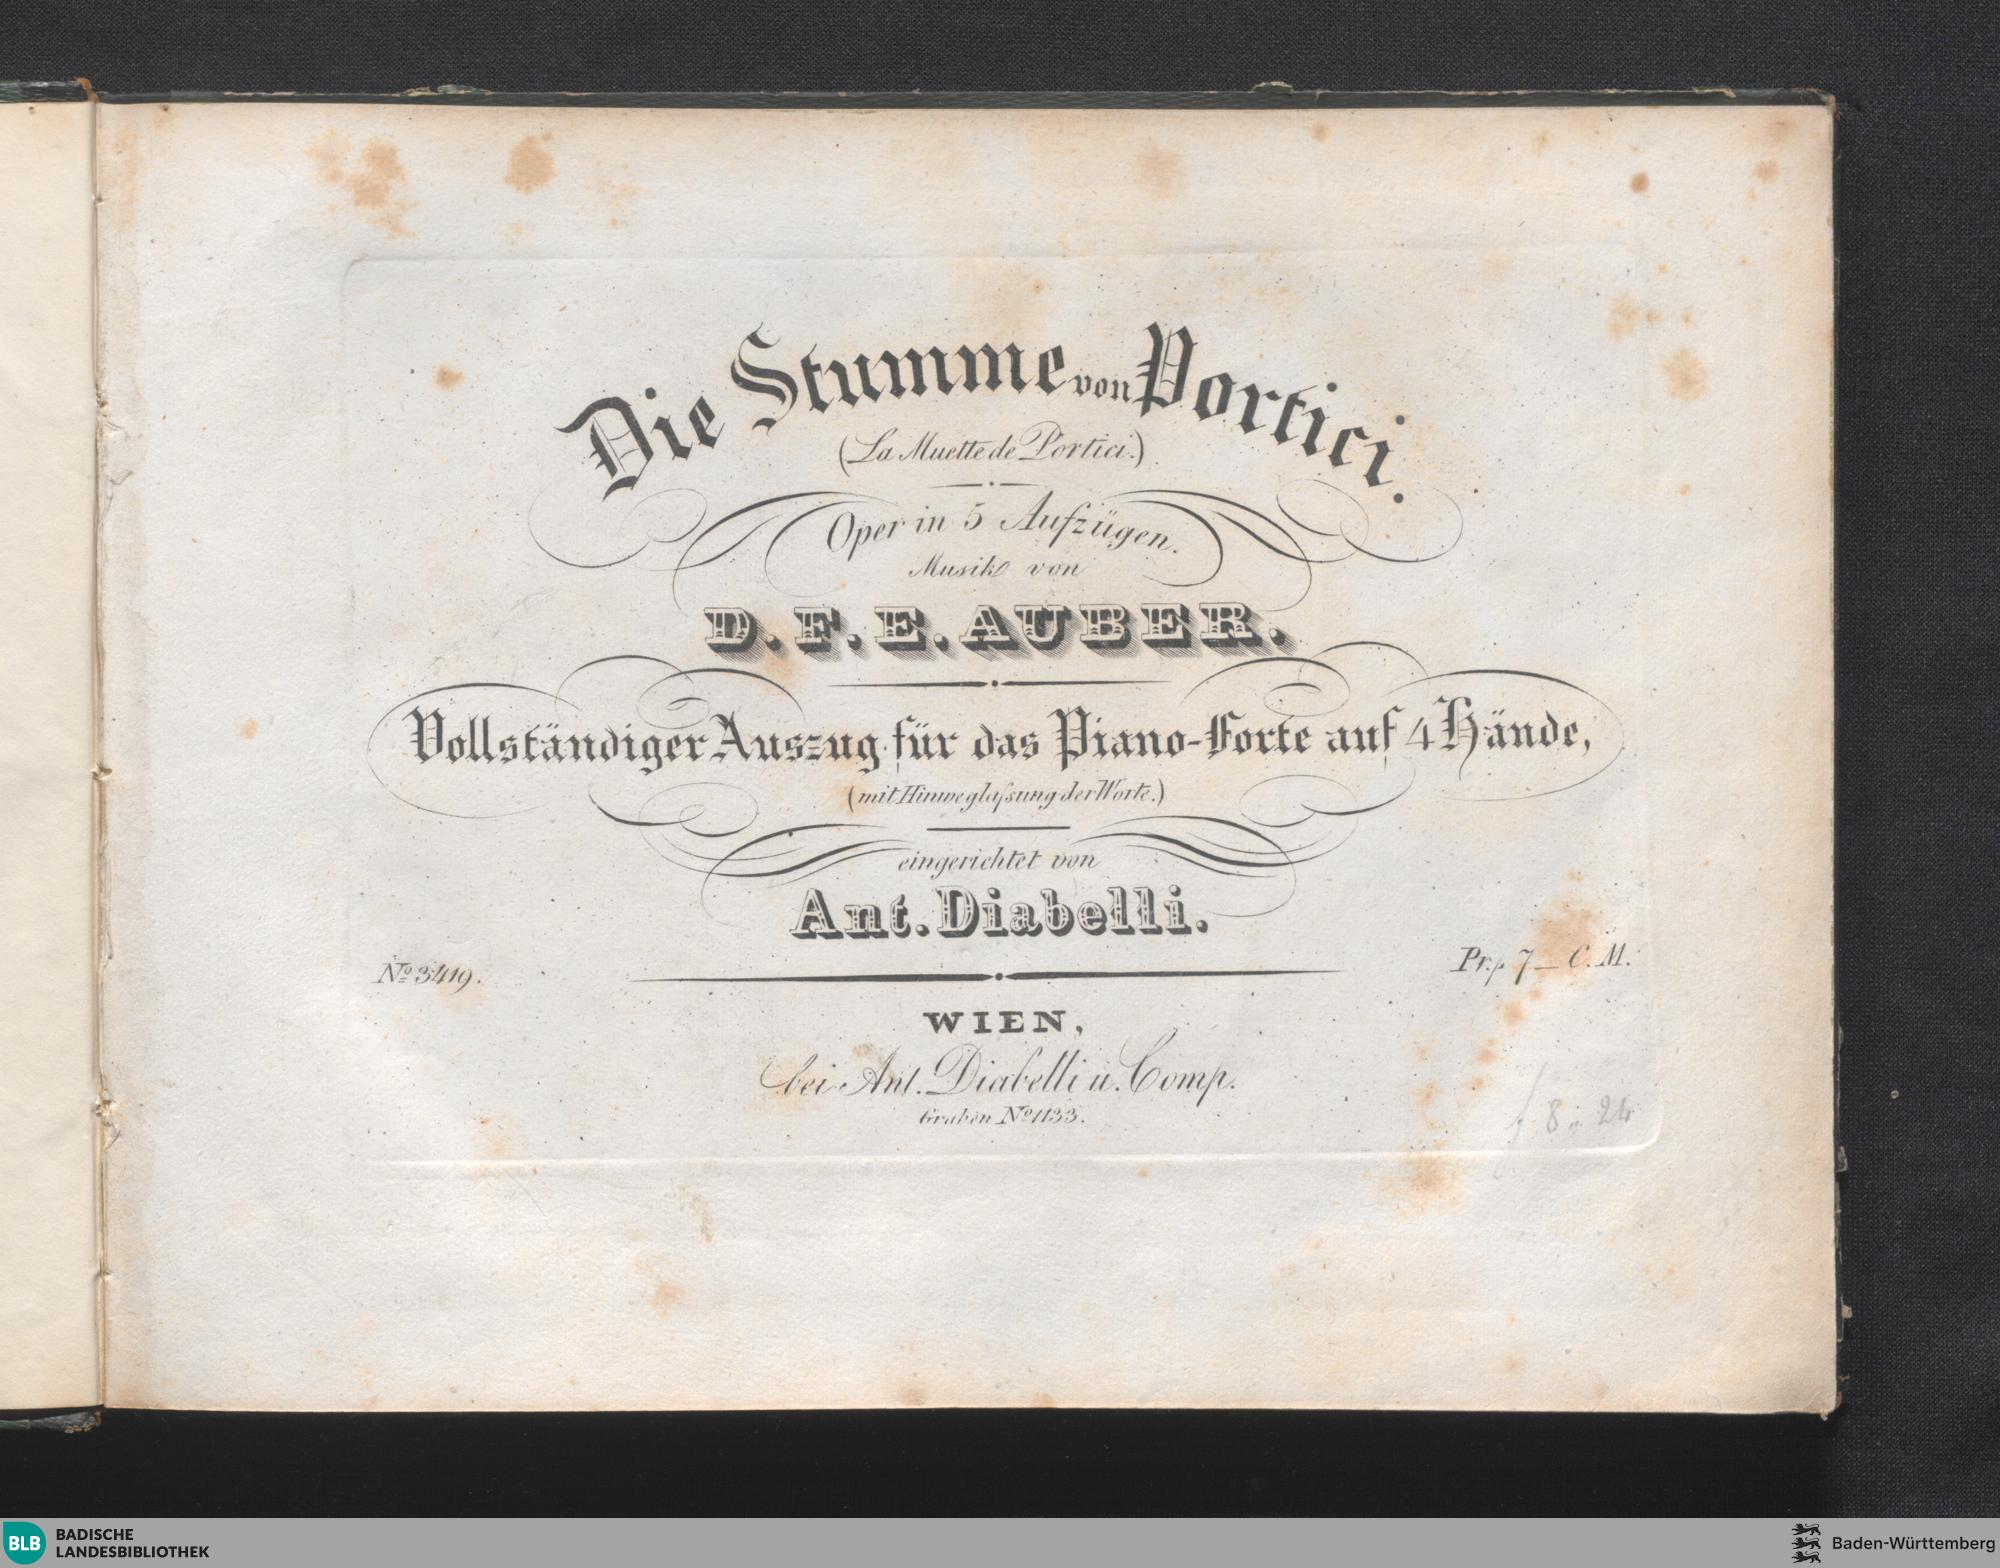 Die Stumme von Portici.
(La Muette de Portici.)
Oper in 5 Aufzügen.
Musik von
D. F. E. AUBER.
Vollständiger Auszug für das Piano-Forte auf 4 Hände,
(mit Hinweglaſsung der Worte.)
eingerichtet von
Ant. Diabelli.
No 3419.
Pr. f 7_ C. M.
WIEN,
bei Ant. Diabelli u. Comp.
Graben No 1133.
f 8 24
BLB
BADISCHE
LANDESBIBLIOTHEK
Baden-Württemberg